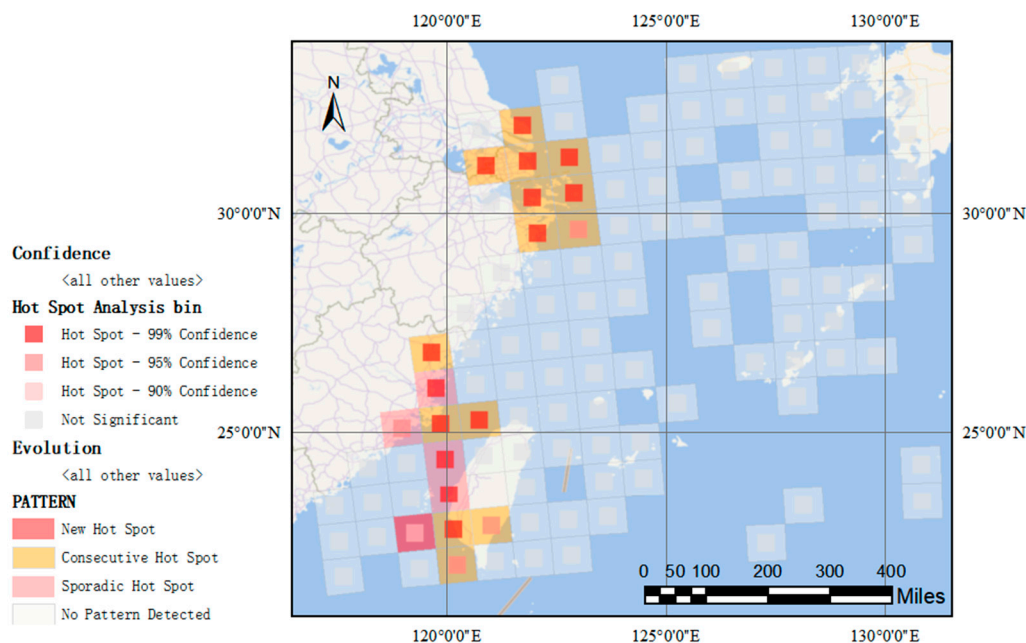 120°0'0"E 125°0'0"E 130°0'0"E
N
30°0'0"N 30°0'0"N
Confidence
<all other values>
Hot Spot Analysis bin
Hot Spot - 99% Confidence
Hot Spot - 95% Confidence
Hot Spot - 90% Confidence
Not Significant
25°0'0"N 25°0'0"N
Evolution
<all other values>
PATTERN
New Hot Spot
Consecutive Hot Spot
Sporadic Hot Spot
No Pattern Detected
0 50 100 200 300 400
Miles
120°0'0"E 125°0'0"E 130°0'0"E